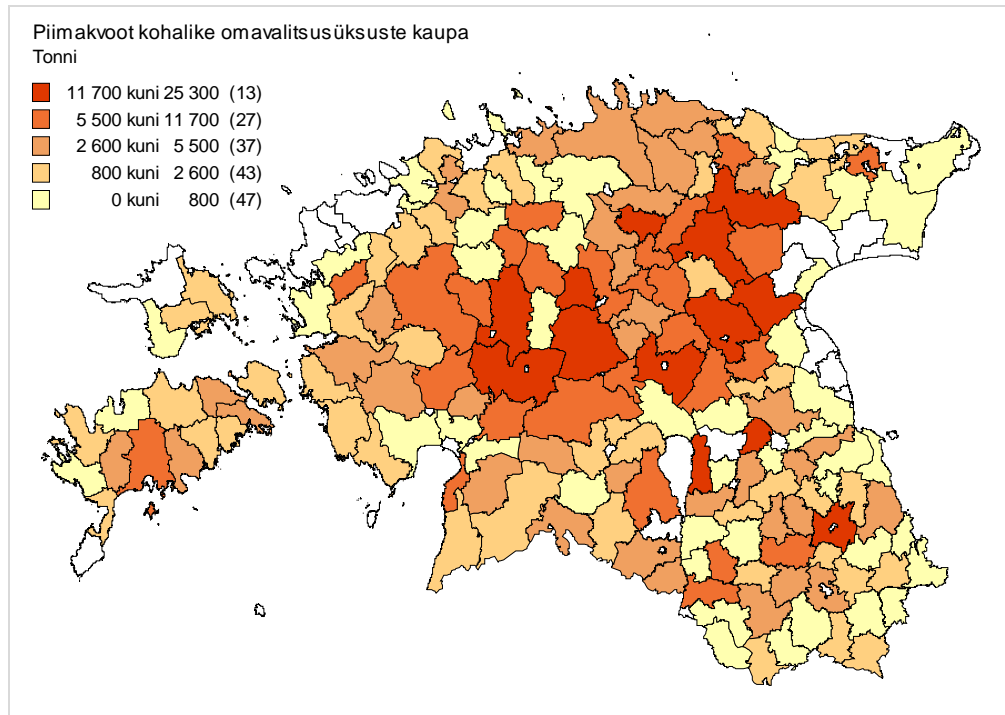 Piimakvoot kohalike omavalitsusüksuste kaupa
Tonni
11 700 kuni 25 300 (13)
5 500 kuni 11 700 (27)
2 600 kuni 5 500 (37)
800 kuni 2 600 (43)
0 kuni 800 (47)